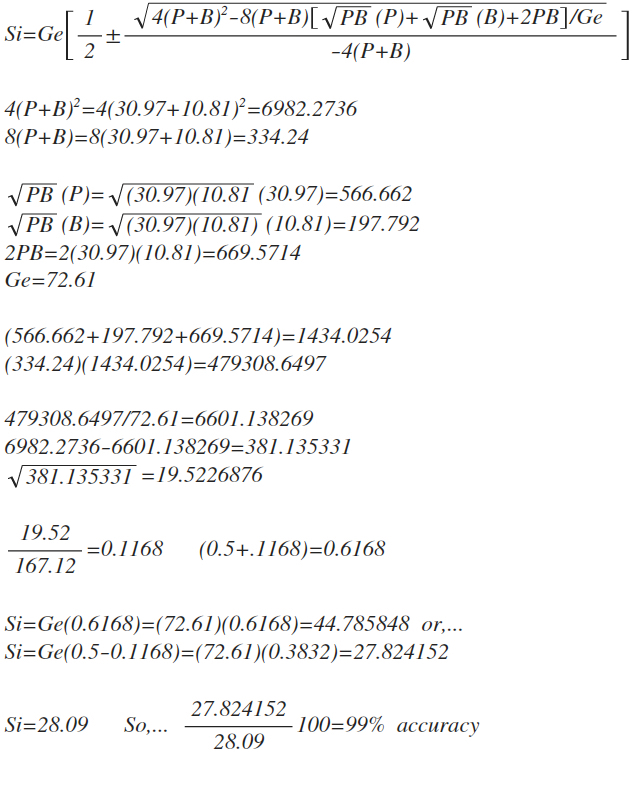 Si=Ge[ 1/2 ± √4(P+B)²-8(P+B)[√PB (P)+√PB (B)+2PB]/Ge / -4(P+B) ]
4(P+B)²=4(30.97+10.81)²=6982.2736
8(P+B)=8(30.97+10.81)=334.24
√PB (P)=√(30.97)(10.81 (30.97)=566.662
√PB (B)=√(30.97)(10.81) (10.81)=197.792
2PB=2(30.97)(10.81)=669.5714
Ge=72.61
(566.662+197.792+669.5714)=1434.0254
(334.24)(1434.0254)=479308.6497
479308.6497/72.61=6601.138269
6982.2736-6601.138269=381.135331
√381.135331 =19.5226876
19.52/167.12 =0.1168 (0.5+.1168)=0.6168
Si=Ge(0.6168)=(72.61)(0.6168)=44.785848 or,...
Si=Ge(0.5-0.1168)=(72.61)(0.3832)=27.824152
Si=28.09 So,... 27.824152/28.09 100=99% accuracy